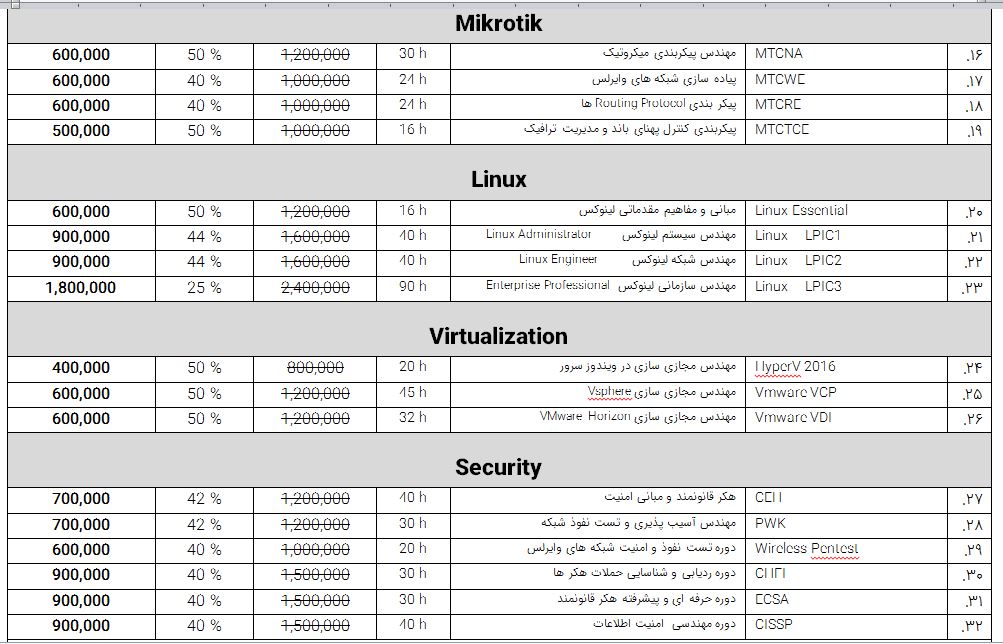 Mikrotik
۱۶. MTCNA مهندس پیکربندی میکروتیک 30 h 1,200,000 50 % 600,000
۱۷. MTCWE پیاده سازی شبکه های وایرلس 24 h 1,000,000 40 % 600,000
۱۸. MTCRE پیکر بندی Routing Protocol ها 24 h 1,000,000 40 % 600,000
۱۹. MTCTCE پیکربندی کنترل پهنای باند و مدیریت ترافیک 16 h 1,000,000 50 % 500,000
Linux
۲۰. Linux Essential مبانی و مفاهیم مقدماتی لینوکس 16 h 1,200,000 50 % 600,000
۲۱. Linux LPIC1 مهندس سیستم لینوکس Linux Administrator 40 h 1,600,000 44 % 900,000
۲۲. Linux LPIC2 مهندس شبکه لینوکس Linux Engineer 40 h 1,600,000 44 % 900,000
۲۳. Linux LPIC3 مهندس سازمانی لینوکس Enterprise Professional 90 h 2,400,000 25 % 1,800,000
Virtualization
۲۴. HyperV 2016 مهندس مجازی سازی در ویندوز سرور 20 h 800,000 50 % 400,000
۲۵. Vmware VCP مهندس مجازی سازی Vsphere 45 h 1,200,000 50 % 600,000
۲۶. Vmware VDI مهندس مجازی سازی VMware Horizon 32 h 1,200,000 50 % 600,000
Security
۲۷. CEH هکر قانونمند و مبانی امنیت 40 h 1,200,000 42 % 700,000
۲۸. PWK مهندس آسیب پذیری و تست نفوذ شبکه 30 h 1,200,000 42 % 700,000
۲۹. Wireless Pentest دوره تست نفوذ و امنیت شبکه های وایرلس 20 h 1,000,000 40 % 600,000
۳۰. CHFI دوره ردیابی و شناسایی حملات هکر ها 30 h 1,500,000 40 % 900,000
۳۱. ECSA دوره حرفه ای و پیشرفته هکر قانونمند 30 h 1,500,000 40 % 900,000
۳۲. CISSP دوره مهندسی امنیت اطلاعات 40 h 1,500,000 40 % 900,000